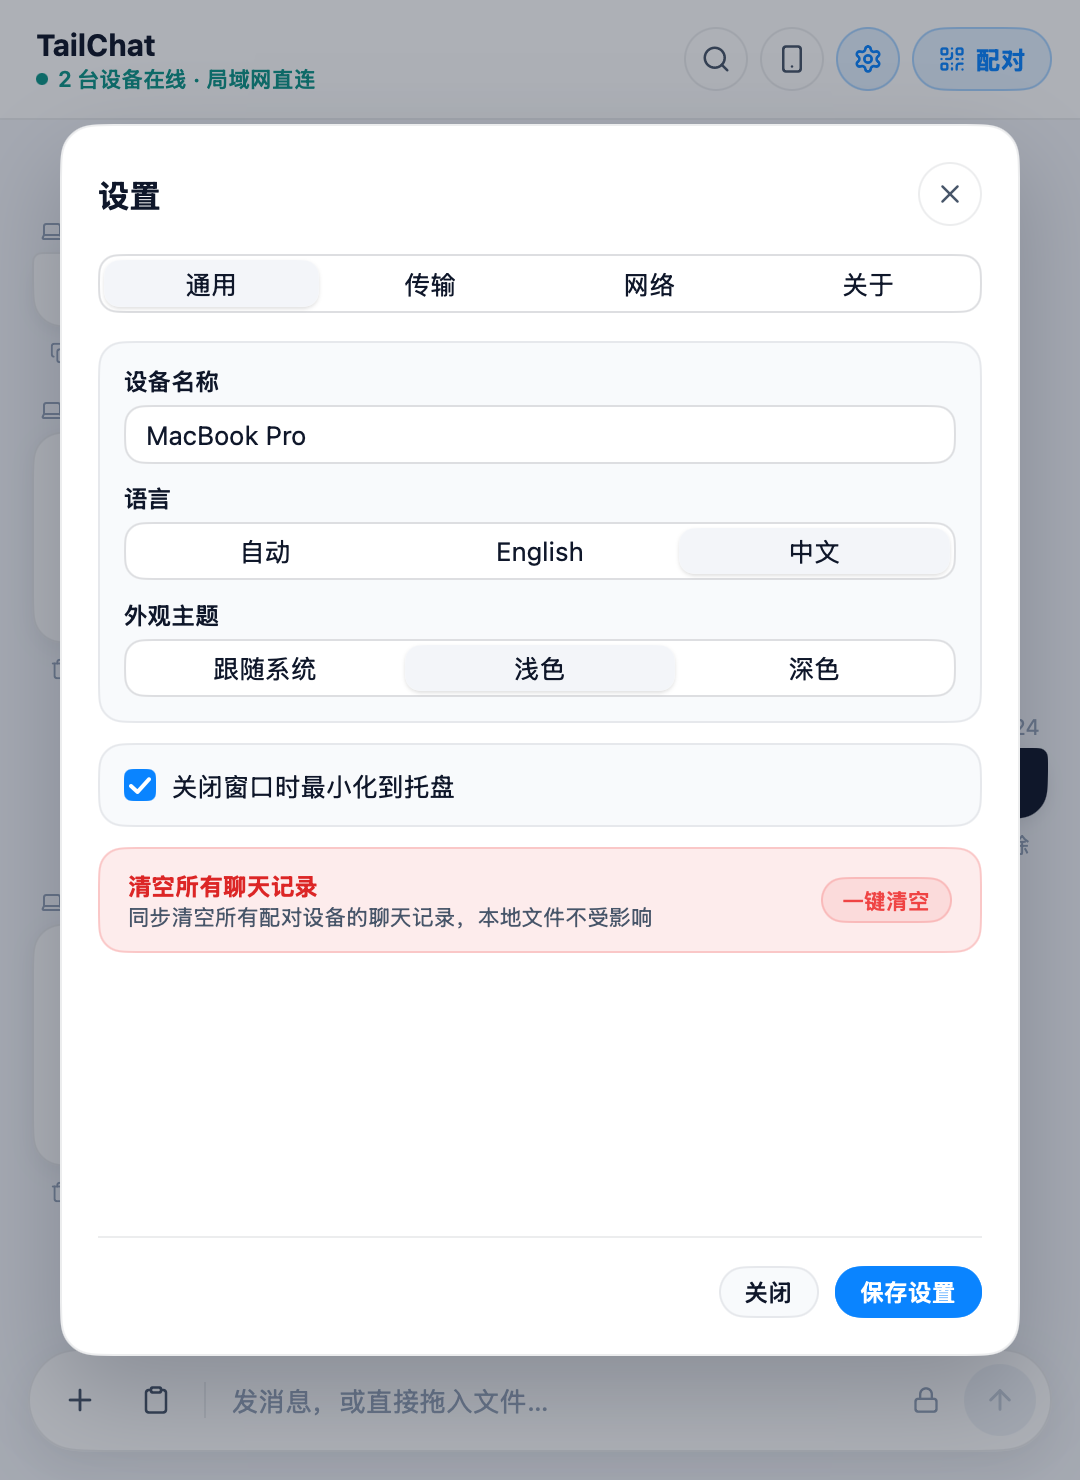 TailChat
2 台设备在线 · 局域网直连
配对
设置
通用
传输
网络
关于
设备名称
MacBook Pro
语言
自动
English
中文
外观主题
跟随系统
浅色
深色
24
关闭窗口时最小化到托盘
清空所有聊天记录
同步清空所有配对设备的聊天记录，本地文件不受影响
一键清空
关闭
保存设置
发消息，或直接拖入文件...